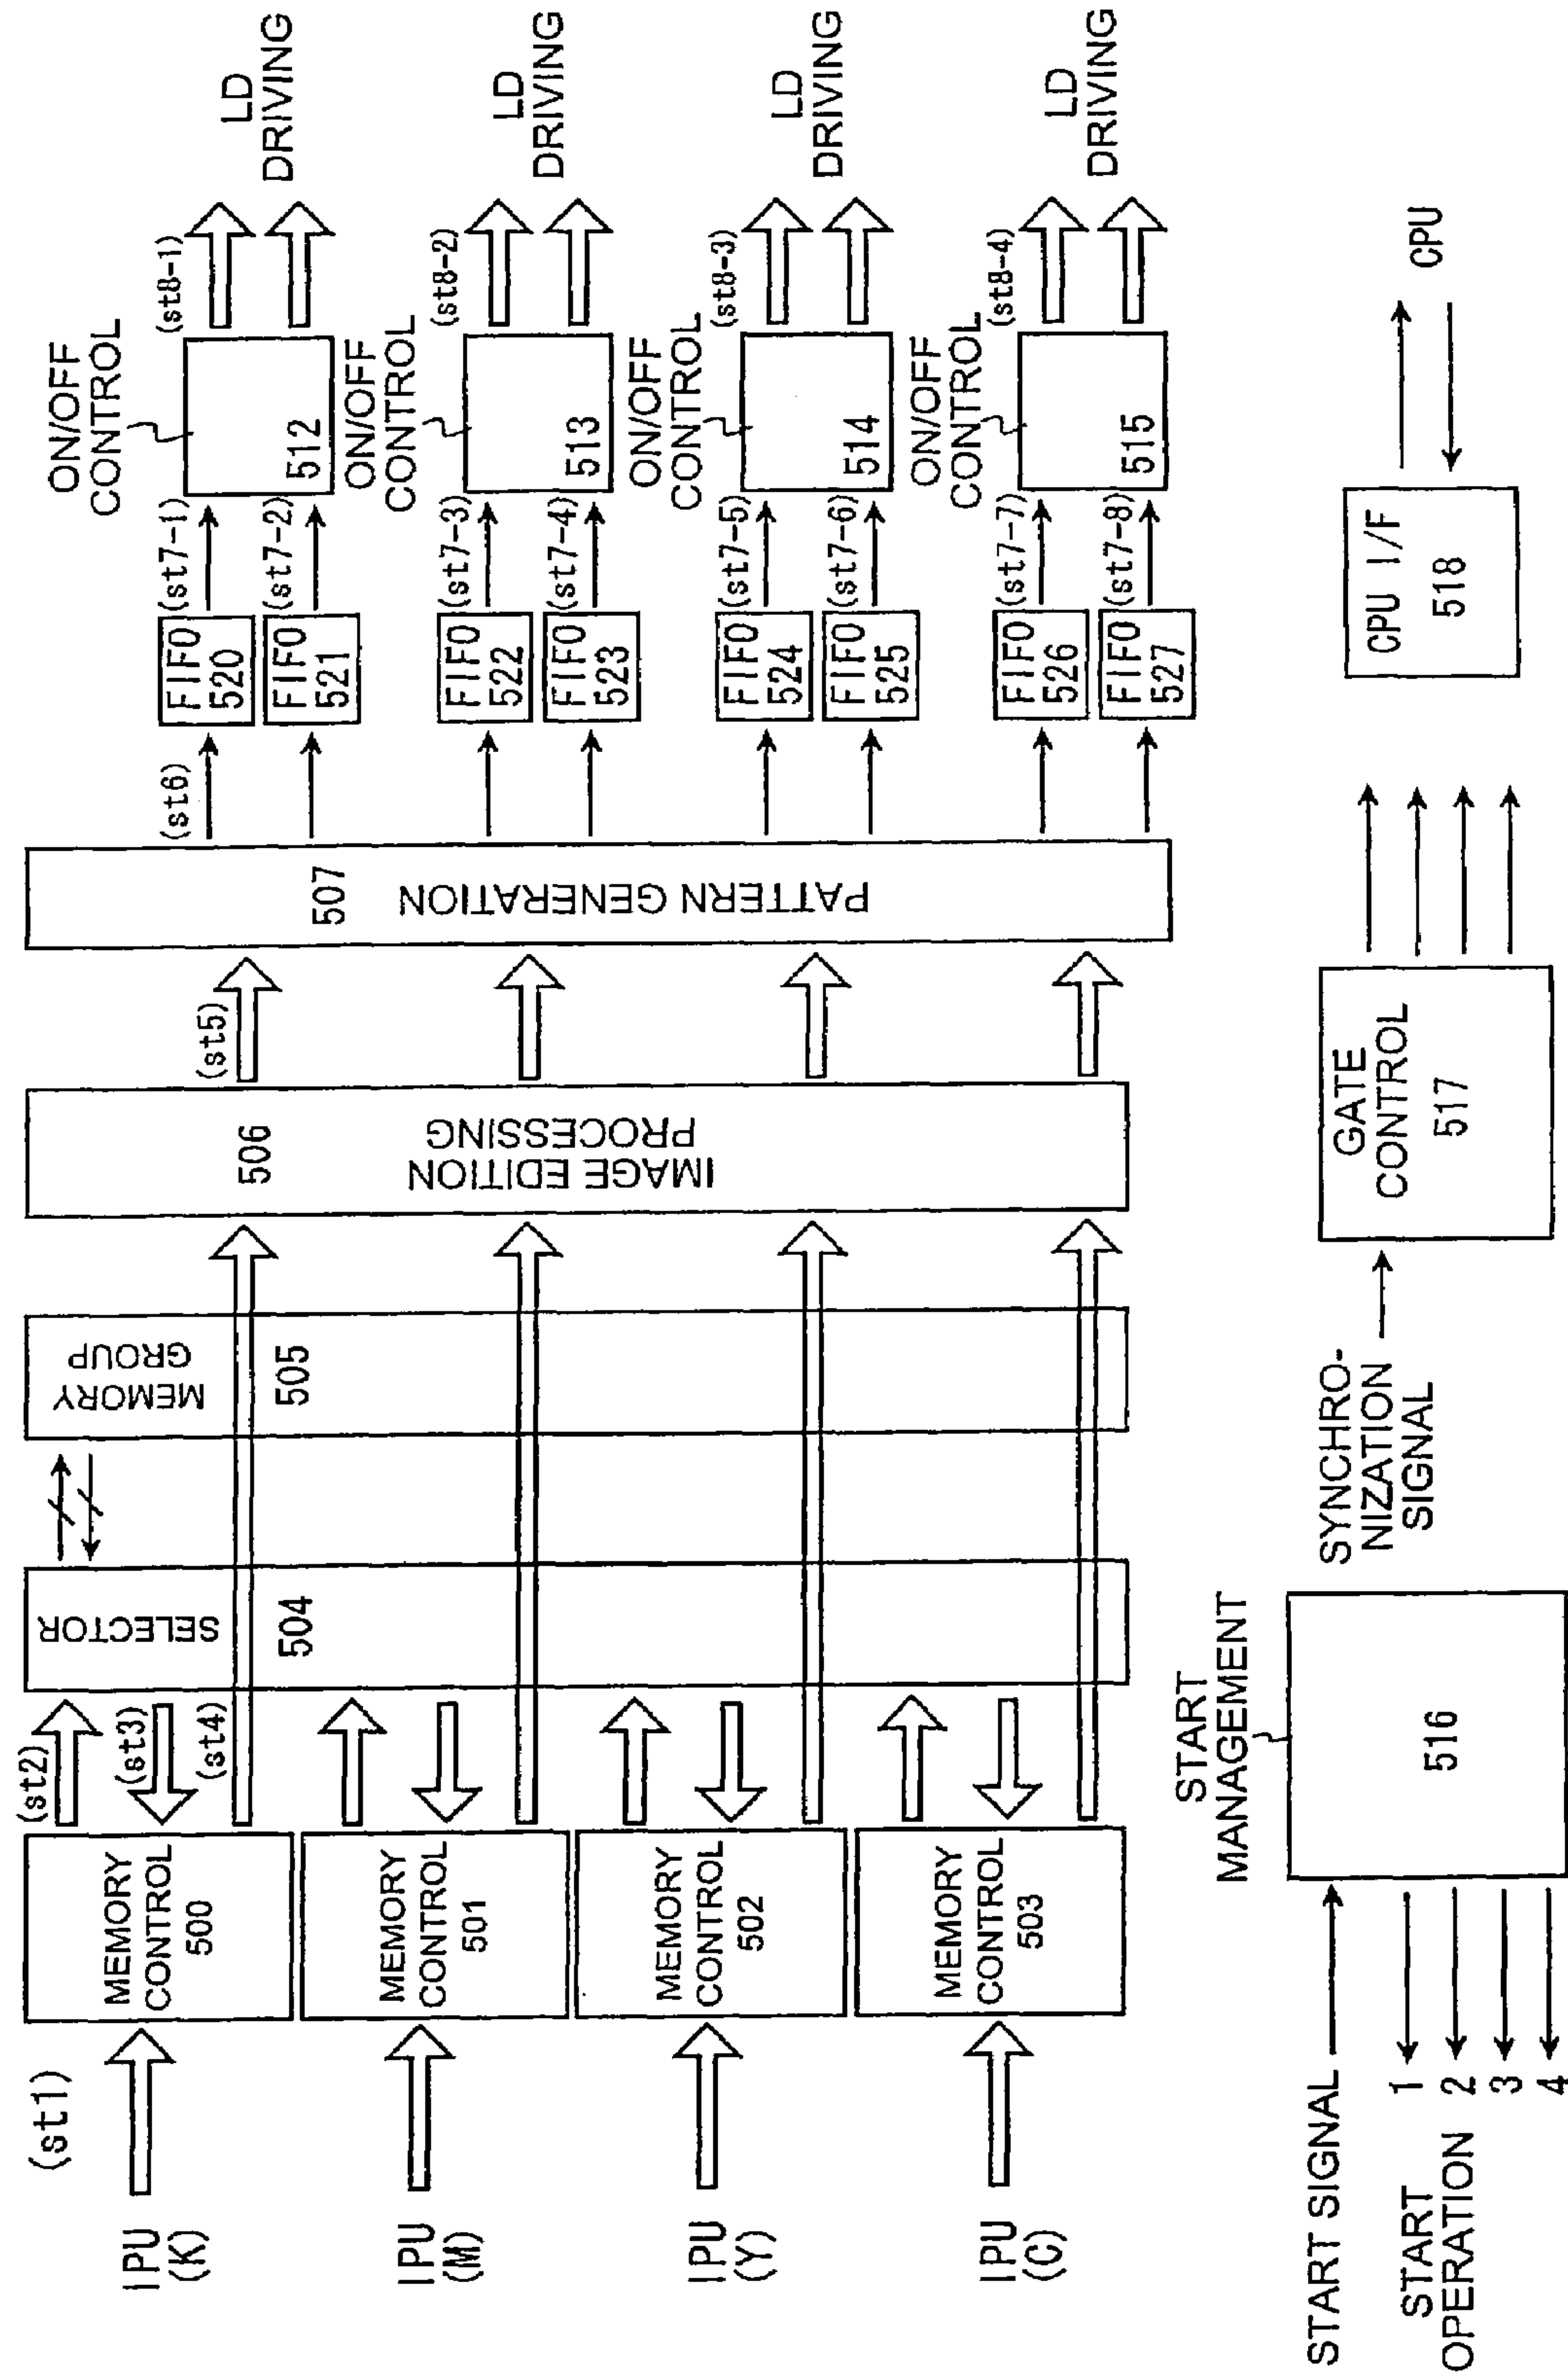 (st1)
IPU
(K)
IPU
(M)
IPU
(Y)
IPU
(C)
MEMORY
CONTROL
500
MEMORY
CONTROL
501
MEMORY
CONTROL
502
MEMORY
CONTROL
503
(st2)
(st3)
(st4)
SELECTOR
504
MEMORY
GROUP
505
IMAGE EDITION
PROCESSING
506
(st5)
PATTERN GENERATION
507
(st6)
FIFO
520
FIFO
521
FIFO
522
FIFO
523
FIFO
524
FIFO
525
FIFO
526
FIFO
527
(st7-1)
(st7-2)
(st7-3)
(st7-4)
(st7-5)
(st7-6)
(st7-7)
(st7-8)
ON/OFF
CONTROL
512
ON/OFF
CONTROL
513
ON/OFF
CONTROL
514
ON/OFF
CONTROL
515
(st8-1)
(st8-2)
(st8-3)
(st8-4)
LD
DRIVING
LD
DRIVING
LD
DRIVING
LD
DRIVING
START SIGNAL
START
OPERATION
1
2
3
4
START
MANAGEMENT
516
SYNCHRO-
NIZATION
SIGNAL
GATE
CONTROL
517
CPU I/F
518
CPU